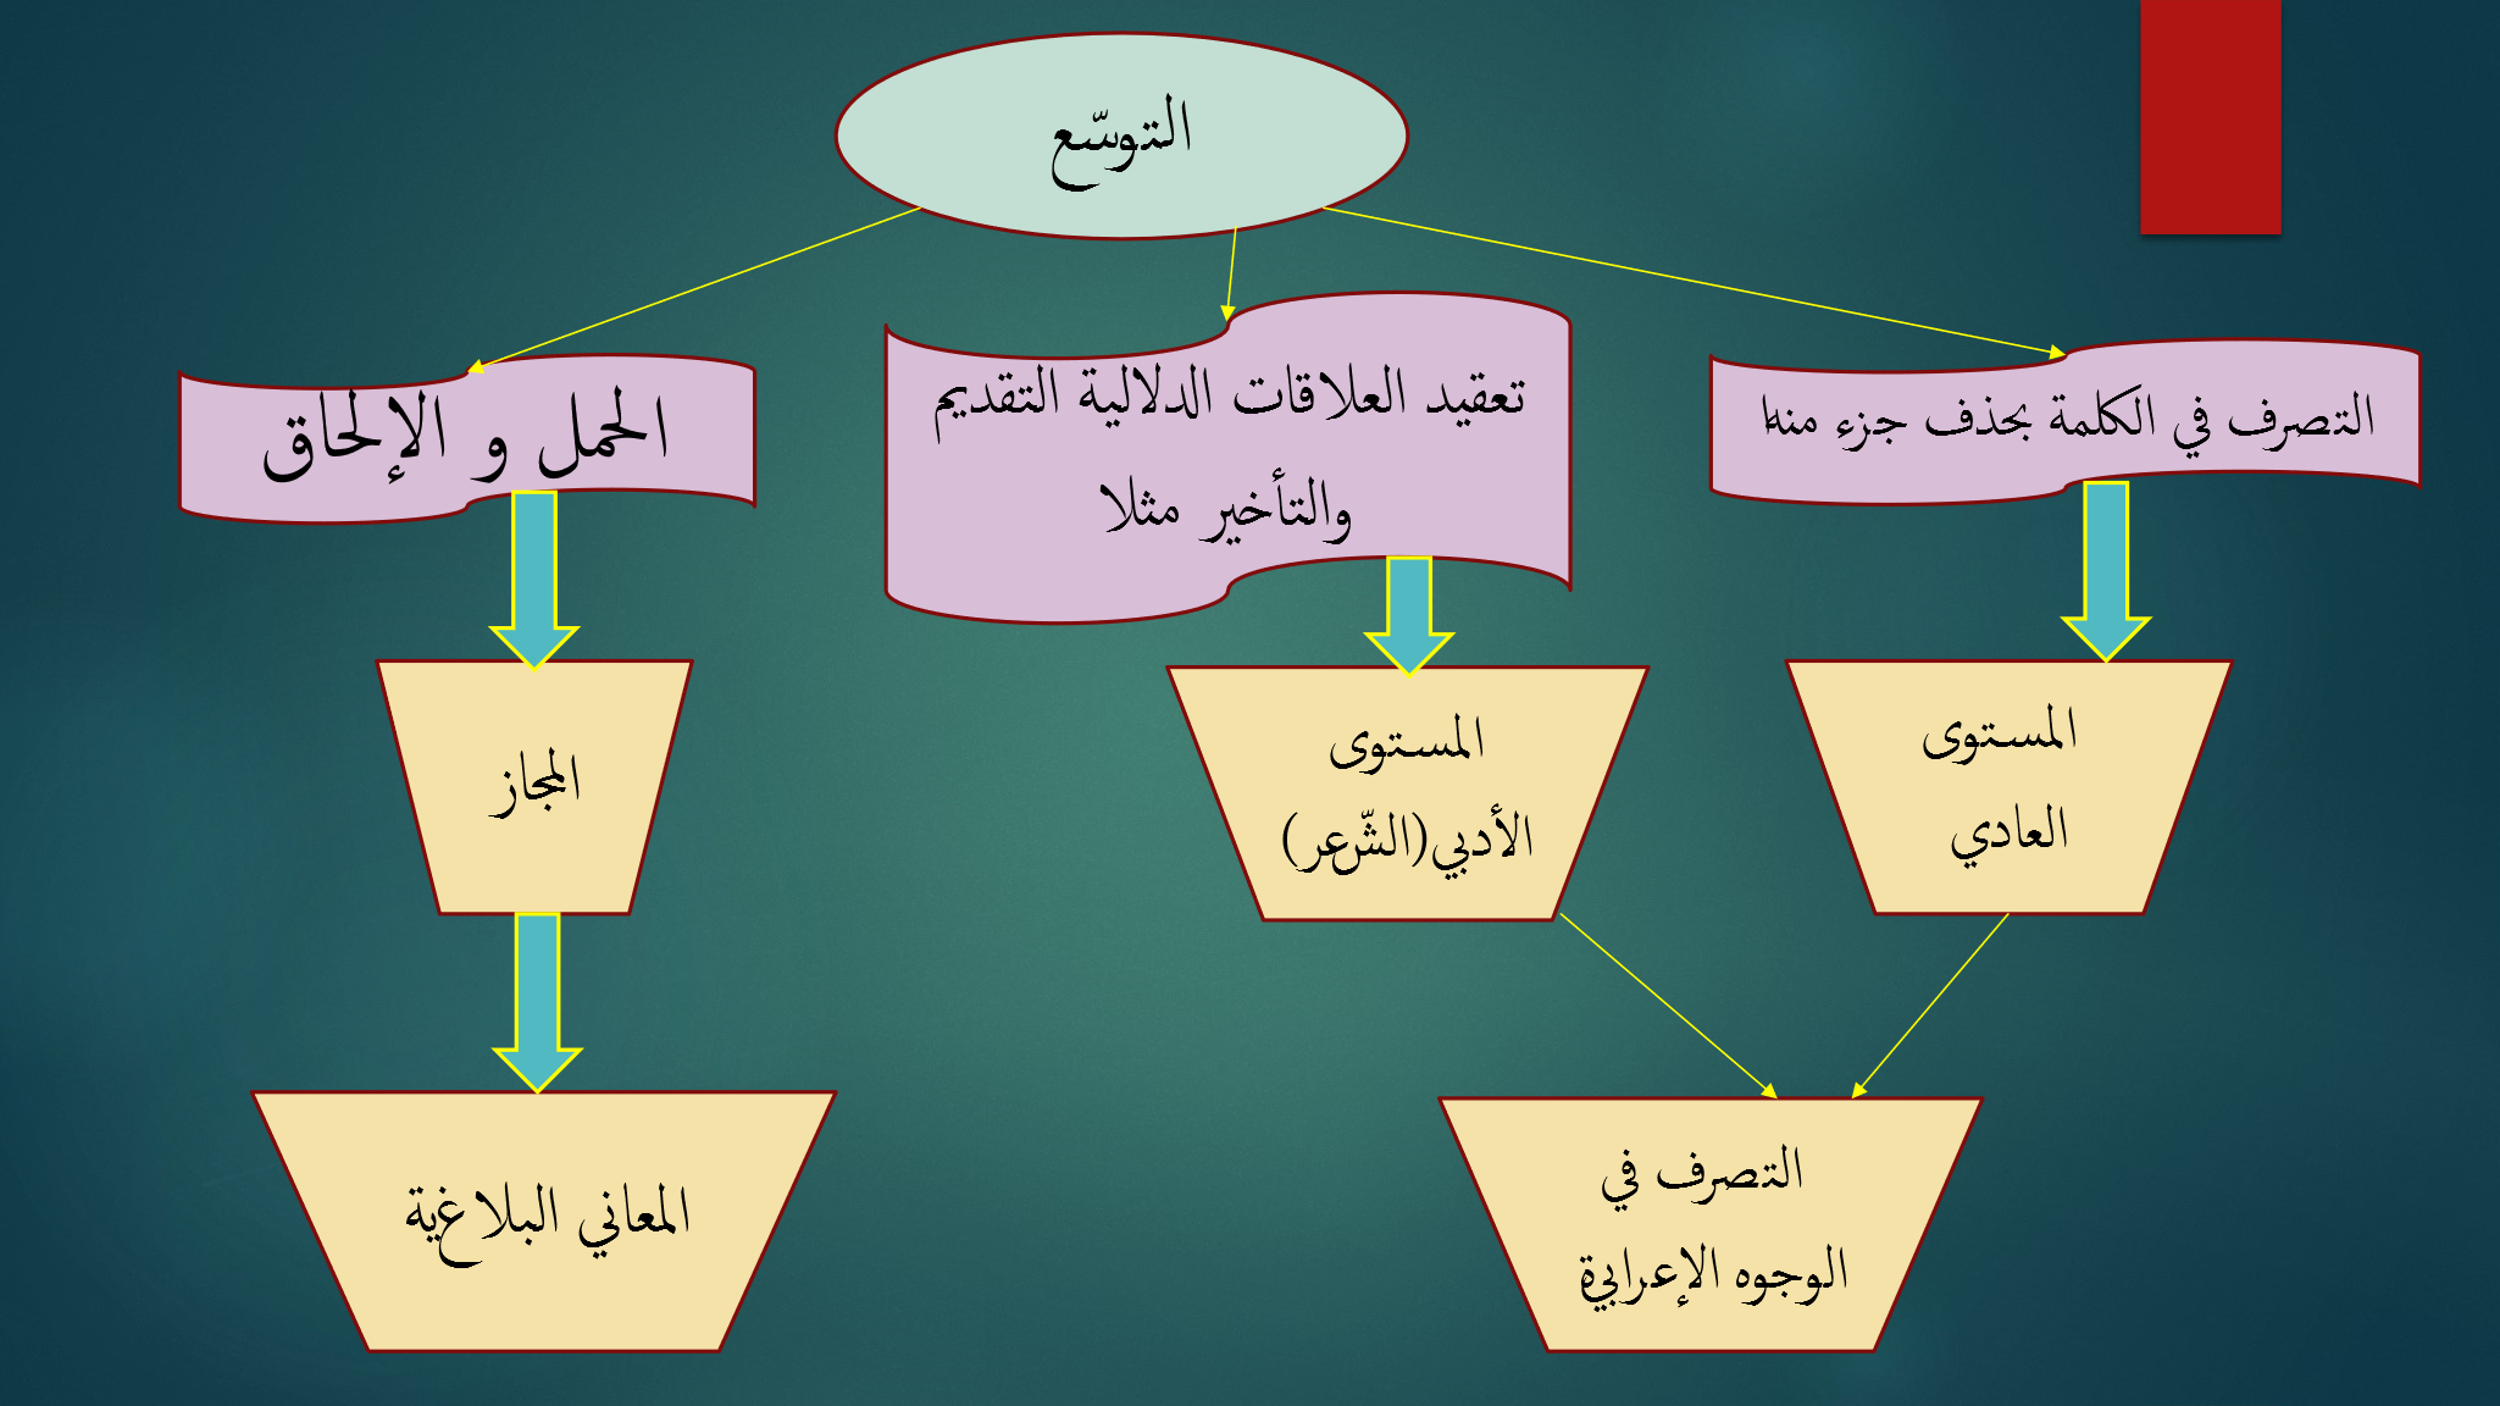 التوسّع
التصرف في الكلمة بحذف جزء منها
تعقيد العلاقات الدلالية التقديم
والتأخير مثلا
الحمل و الإلحاق
المستوى
العادي
المستوى
الأدبي(الشّعر)
المجاز
التصرف في
الوجوه الإعرابية
المعاني البلاغية